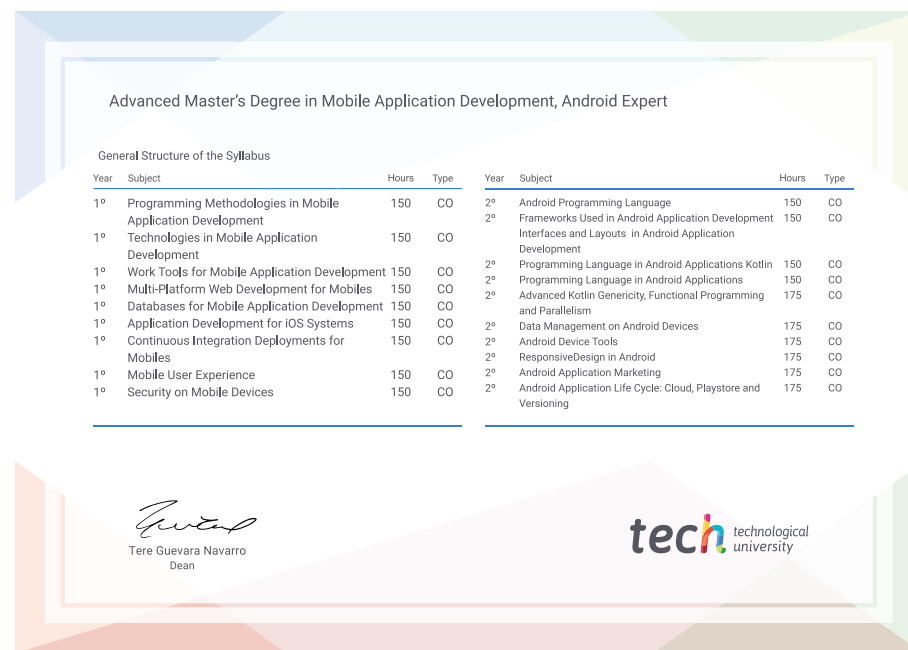 Advanced Master's Degree in Mobile Application Development, Android Expert
General Structure of the Syllabus
Year Subject Hours Type
1º Programming Methodologies in Mobile 150 CO
Application Development
1º Technologies in Mobile Application 150 CO
Development
1º Work Tools for Mobile Application Development 150 CO
1º Multi-Platform Web Development for Mobiles 150 CO
1º Databases for Mobile Application Development 150 CO
1º Application Development for iOS Systems 150 CO
1º Continuous Integration Deployments for 150 CO
Mobiles
1º Mobile User Experience 150 CO
1º Security on Mobile Devices 150 CO
Year Subject Hours Type
2º Android Programming Language 150 CO
2º Frameworks Used in Android Application Development 150 CO
Interfaces and Layouts in Android Application
Development
2º Programming Language in Android Applications Kotlin 150 CO
2º Programming Language in Android Applications 150 CO
2º Advanced Kotlin Genericity, Functional Programming 175 CO
and Parallelism
2º Data Management on Android Devices 175 CO
2º Android Device Tools 175 CO
2º ResponsiveDesign in Android 175 CO
2º Android Application Marketing 175 CO
2º Android Application Life Cycle: Cloud, Playstore and 175 CO
Versioning
Tere Guevara Navarro
Dean
tech technological
university